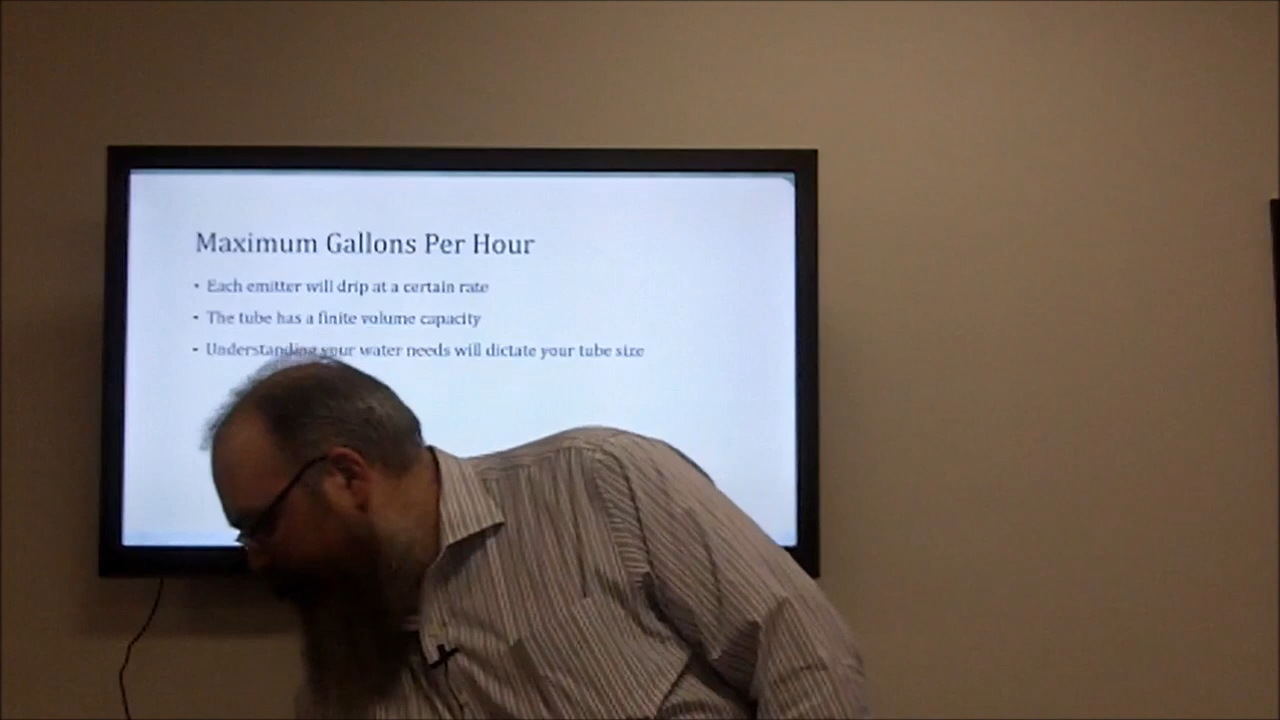 Maximum Gallons Per Hour
• Each emitter will drip at a certain rate
• The tube has a finite volume capacity
• Understanding your water needs will dictate your tube size